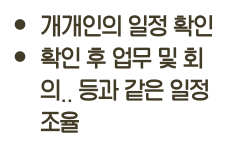 • 개개인의 일정 확인
• 확인 후 업무 및 회
의.. 등과 같은 일정
조율